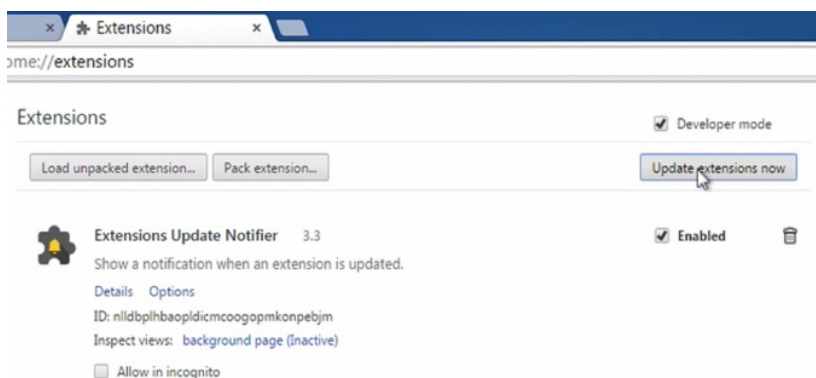 Extensions
ome://extensions
Extensions
Developer mode
Load unpacked extension... Pack extension... Update extensions now
Extensions Update Notifier 3.3 Enabled
Show a notification when an extension is updated.
Details Options
ID: nlldbplhbaopldicmcoogopmkonpebjm
Inspect views: background page (Inactive)
Allow in incognito